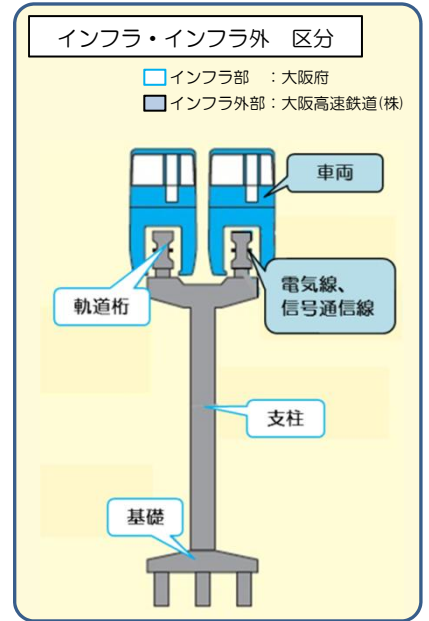 インフラ・インフラ外　区分
インフラ部　：大阪府
インフラ外部：大阪高速鉄道(株)
車両
軌道桁
電気線、
信号通信線
支柱
基礎